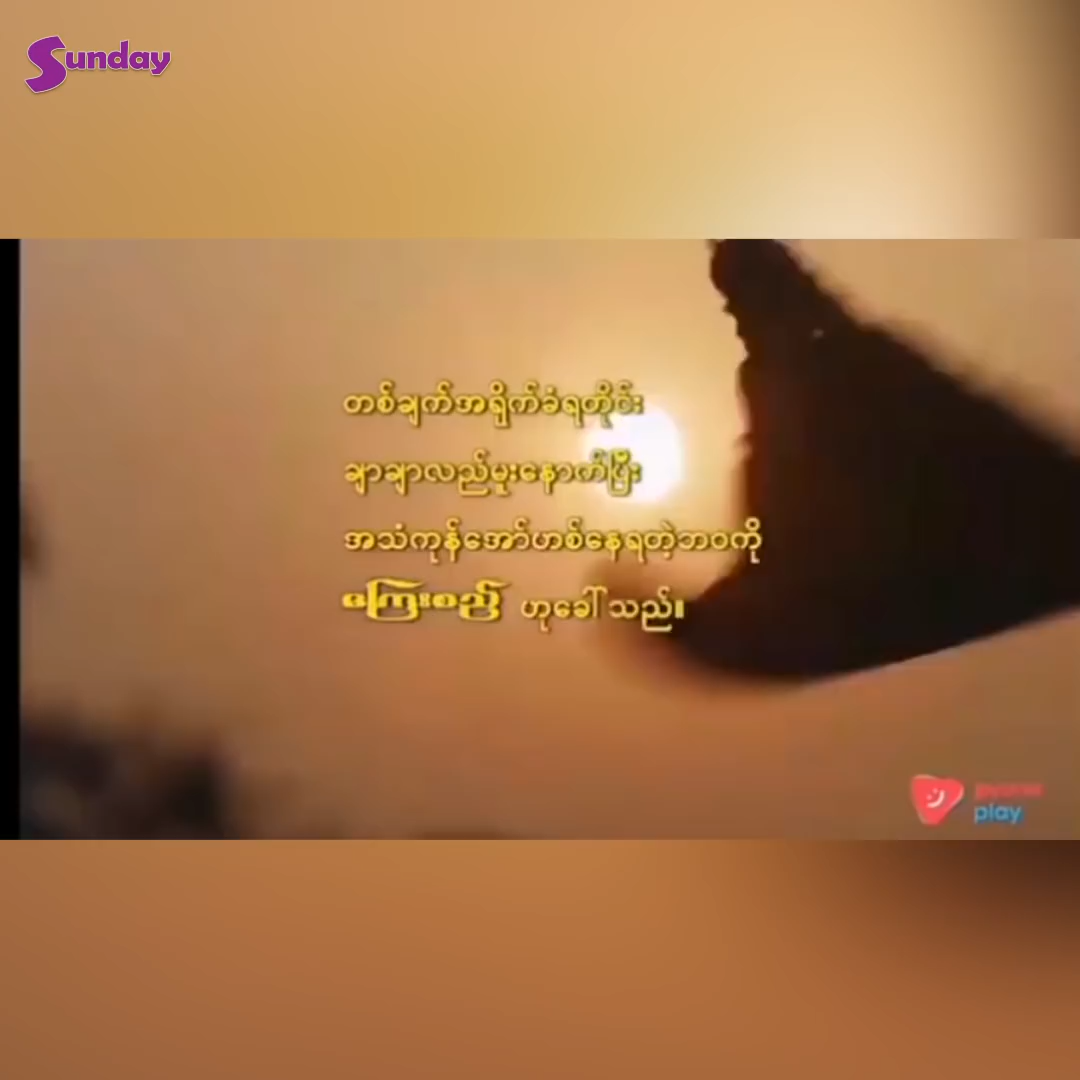 Sunday
တစ်ချက်အရိုက်ခံရတိုင်း
ချာချာလည်မူးနောက်ပြီး
အသံကုန်အော်ဟစ်နေရတဲ့ဘဝကို
ကြေးစည် ဟုခေါ်သည်။
play